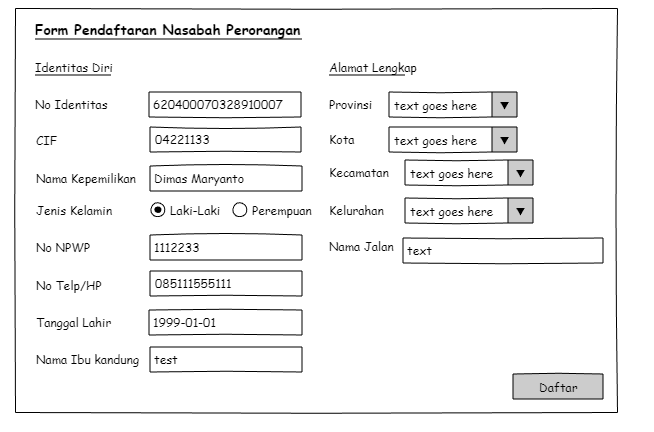 Form Pendaftaran Nasabah Perorangan
Identitas Diri
No Identitas 620400070328910007
CIF 04221133
Nama Kepemilikan Dimas Maryanto
Jenis Kelamin Laki-Laki Perempuan
No NPWP 1112233
No Telp/HP 085111555111
Tanggal Lahir 1999-01-01
Nama Ibu kandung test
Alamat Lengkap
Provinsi text goes here
Kota text goes here
Kecamatan text goes here
Kelurahan text goes here
Nama Jalan text
Daftar